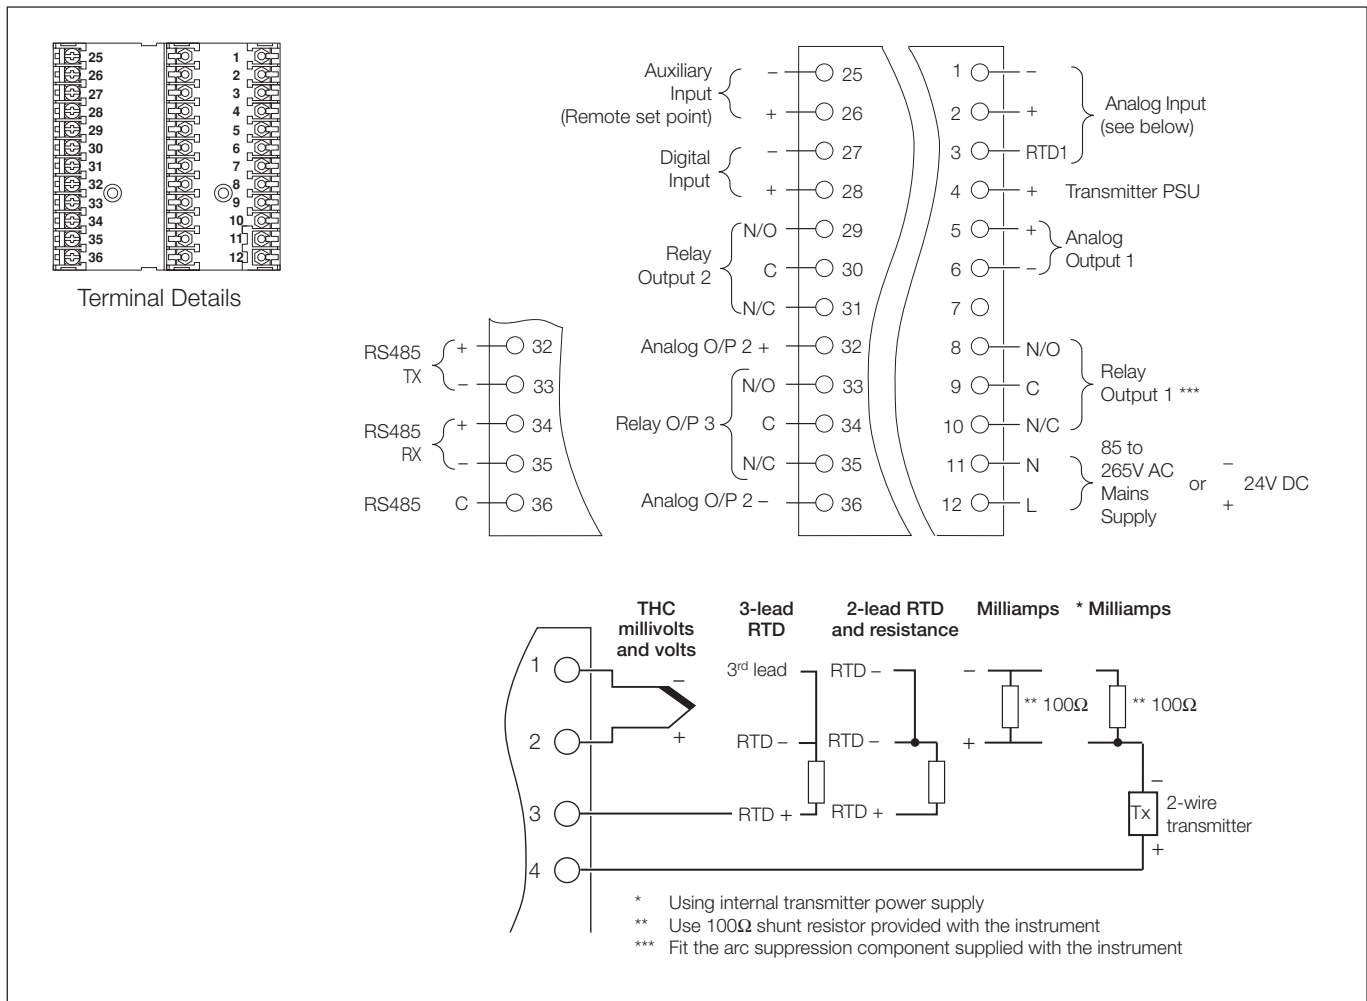 25 1
26 2
27 3
28 4
29 5
30 6
31 7
32 8
33 9
34 10
35 11
36 12
Terminal Details
RS485
TX
+ 32
– 33
RS485
RX
+ 34
– 35
RS485 C 36
Auxiliary
Input
(Remote set point)
– 25
+ 26
Digital
Input
– 27
+ 28
Relay
Output 2
N/O 29
C 30
N/C 31
Analog O/P 2 + 32
Relay O/P 3
N/O 33
C 34
N/C 35
Analog O/P 2 – 36
1 –
2 +
3 RTD1
Analog Input
(see below)
4 + Transmitter PSU
5 +
6 –
Analog
Output 1
7
8 N/O
9 C
10 N/C
Relay
Output 1 ***
11 N
12 L
85 to
265V AC
Mains
Supply
or
–
+
24V DC
THC
millivolts
and volts
3-lead
RTD
2-lead RTD
and resistance
Milliamps
* Milliamps
1
2
3
4
–
+
3rd lead
RTD –
RTD +
RTD –
RTD –
RTD +
–
+
** 100Ω
** 100Ω
–
Tx
+
2-wire
transmitter
* Using internal transmitter power supply
** Use 100Ω shunt resistor provided with the instrument
*** Fit the arc suppression component supplied with the instrument